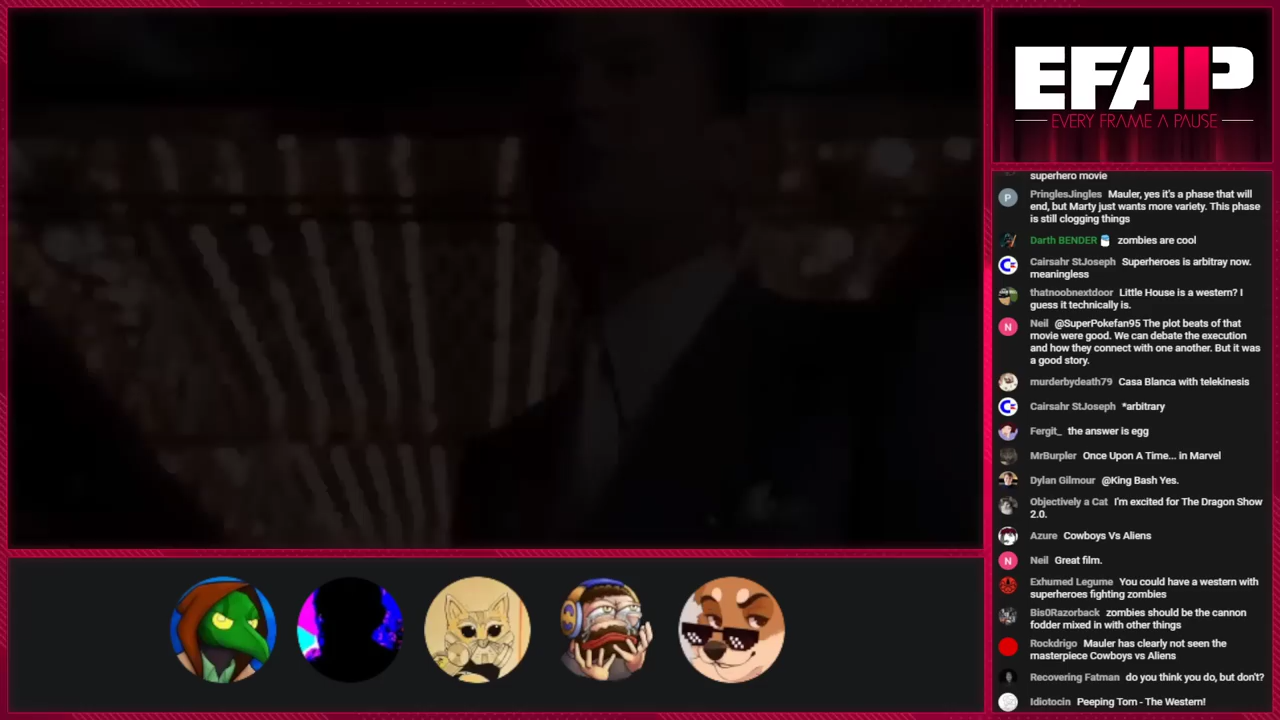 EFAP
EVERY FRAME A PAUSE
superhero movie
P PringlesJingles Mauler, yes it's a phase that will
end, but Marty just wants more variety. This phase
is still clogging things
Darth BENDER zombies are cool
Cairsahr StJoseph Superheroes is arbitray now.
meaningless
thatnoobnextdoor Little House is a western? I
guess it technically is.
N Neil @SuperPokefan95 The plot beats of that
movie were good. We can debate the execution
and how they connect with one another. But it was
a good story.
murderbydeath79 Casa Blanca with telekinesis
Cairsahr StJoseph *arbitrary
Fergit_ the answer is egg
MrBurpler Once Upon A Time... in Marvel
Dylan Gilmour @King Bash Yes.
Objectively a Cat I'm excited for The Dragon Show
2.0.
Azure Cowboys Vs Aliens
N Neil Great film.
Exhumed Legume You could have a western with
superheroes fighting zombies
Bis0Razorback zombies should be the cannon
fodder mixed in with other things
Rockdrigo Mauler has clearly not seen the
masterpiece Cowboys vs Aliens
Recovering Fatman do you think you do, but don't?
Idiotocin Peeping Tom - The Western!